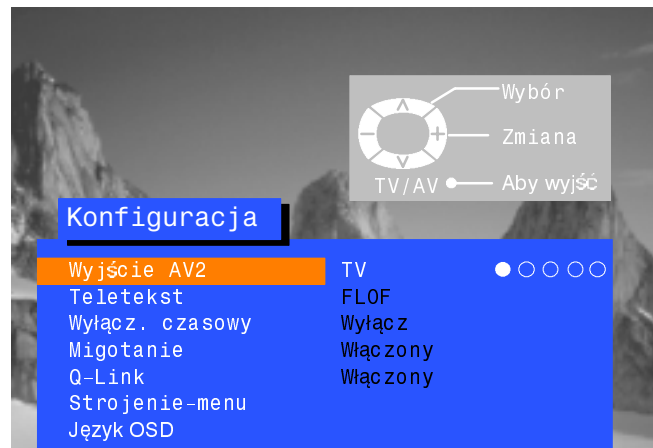 Wybór
Zmiana
TV/AV Aby wyjść
Konfiguracja
Wyjście AV2 TV
Teletekst FLOF
Wyłącz. czasowy Wyłącz
Migotanie Włączony
Q-Link Włączony
Strojenie-menu
Język OSD